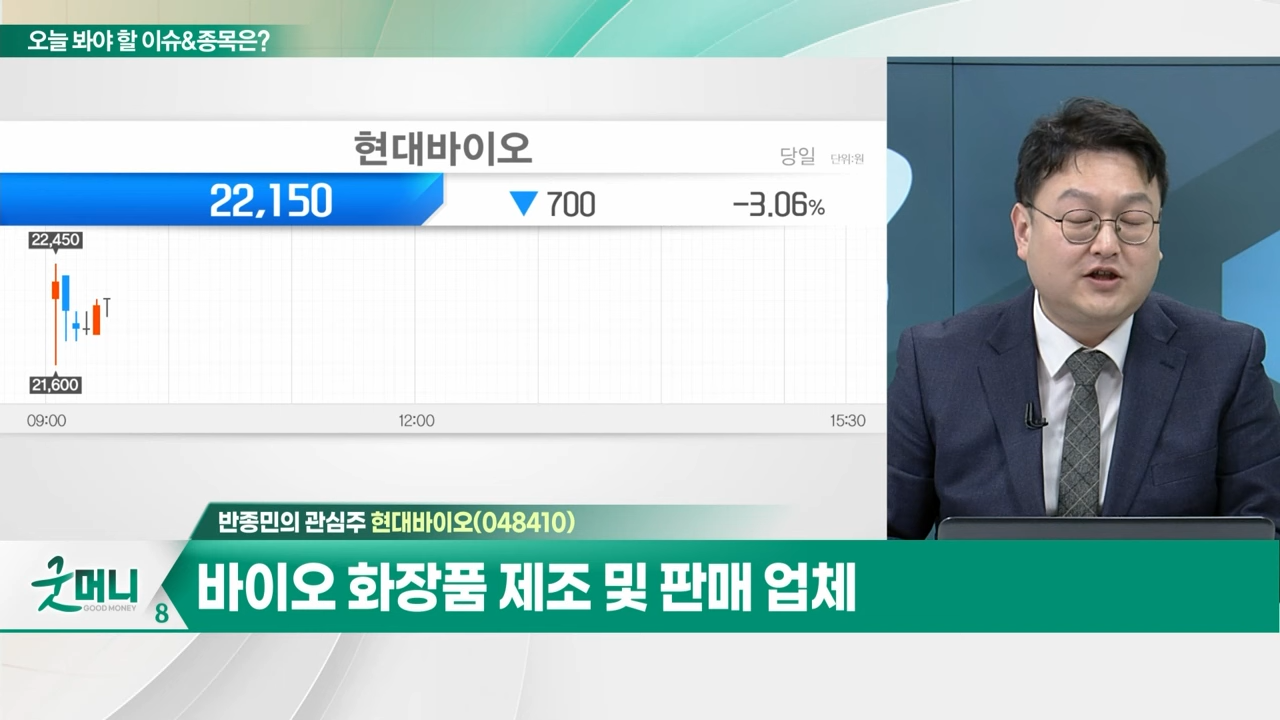 오늘 봐야 할 이슈&종목은?
현대바이오
당일 단위:원
22,150 ▼700 -3.06%
22,450
21,600
09:00 12:00 15:30
반종민의 관심주 현대바이오(048410)
굿머니
GOOD MONEY
8
바이오 화장품 제조 및 판매 업체